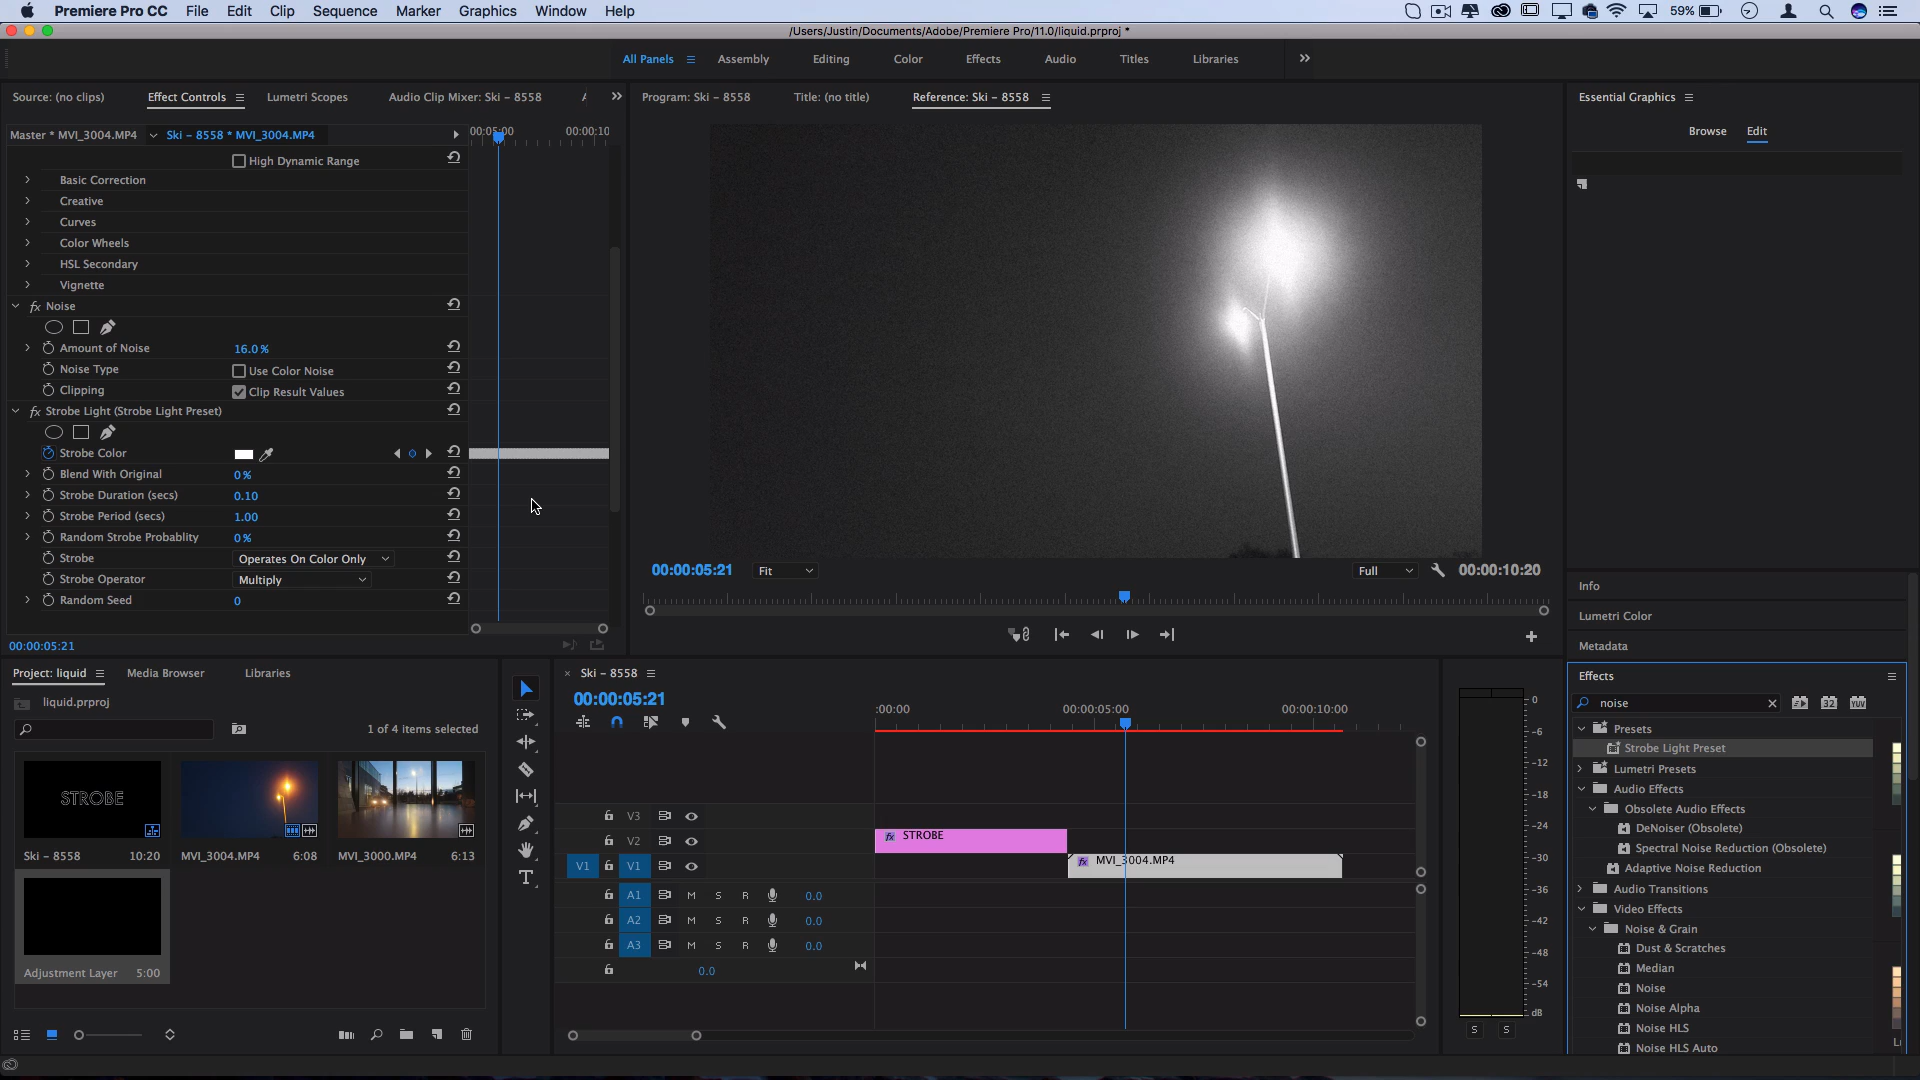 Premiere Pro CC File Edit Clip Sequence Marker Graphics Window Help 59%
/Users/Justin/Documents/Adobe/Premiere Pro/11.0/liquid.prproj *
All Panels Assembly Editing Color Effects Audio Titles Libraries
Source: (no clips) Effect Controls Lumetri Scopes Audio Clip Mixer: Ski – 8558
Master * MVI_3004.MP4 Ski – 8558 * MVI_3004.MP4
00:05:00 00:00:10
High Dynamic Range
Basic Correction
Creative
Curves
Color Wheels
HSL Secondary
Vignette
fx Noise
Amount of Noise 16.0 %
Noise Type Use Color Noise
Clipping Clip Result Values
fx Strobe Light (Strobe Light Preset)
Strobe Color
Blend With Original 0 %
Strobe Duration (secs) 0.10
Strobe Period (secs) 1.00
Random Strobe Probablity 0 %
Strobe Operates On Color Only
Strobe Operator Multiply
Random Seed 0
00:00:05:21
Program: Ski – 8558 Title: (no title) Reference: Ski – 8558
00:00:05:21 Fit Full 00:00:10:20
Essential Graphics
Browse Edit
Info
Lumetri Color
Metadata
Project: liquid Media Browser Libraries
liquid.prproj
1 of 4 items selected
STROBE
Ski – 8558 10:20 MVI_3004.MP4 6:08 MVI_3000.MP4 6:13
Adjustment Layer 5:00
× Ski – 8558
00:00:05:21
:00:00 00:00:05:00 00:00:10:00
V3
V2
fx STROBE
V1 V1
fx MVI_3004.MP4
A1 M S R 0.0
A2 M S R 0.0
A3 M S R 0.0
0.0
T
0
-6
-12
-18
-24
-30
-36
-42
-48
-54
dB
S S
Effects
noise 32 YUV
Presets
Strobe Light Preset
Lumetri Presets
Audio Effects
Obsolete Audio Effects
DeNoiser (Obsolete)
Spectral Noise Reduction (Obsolete)
Adaptive Noise Reduction
Audio Transitions
Video Effects
Noise & Grain
Dust & Scratches
Median
Noise
Noise Alpha
Noise HLS
Noise HLS Auto